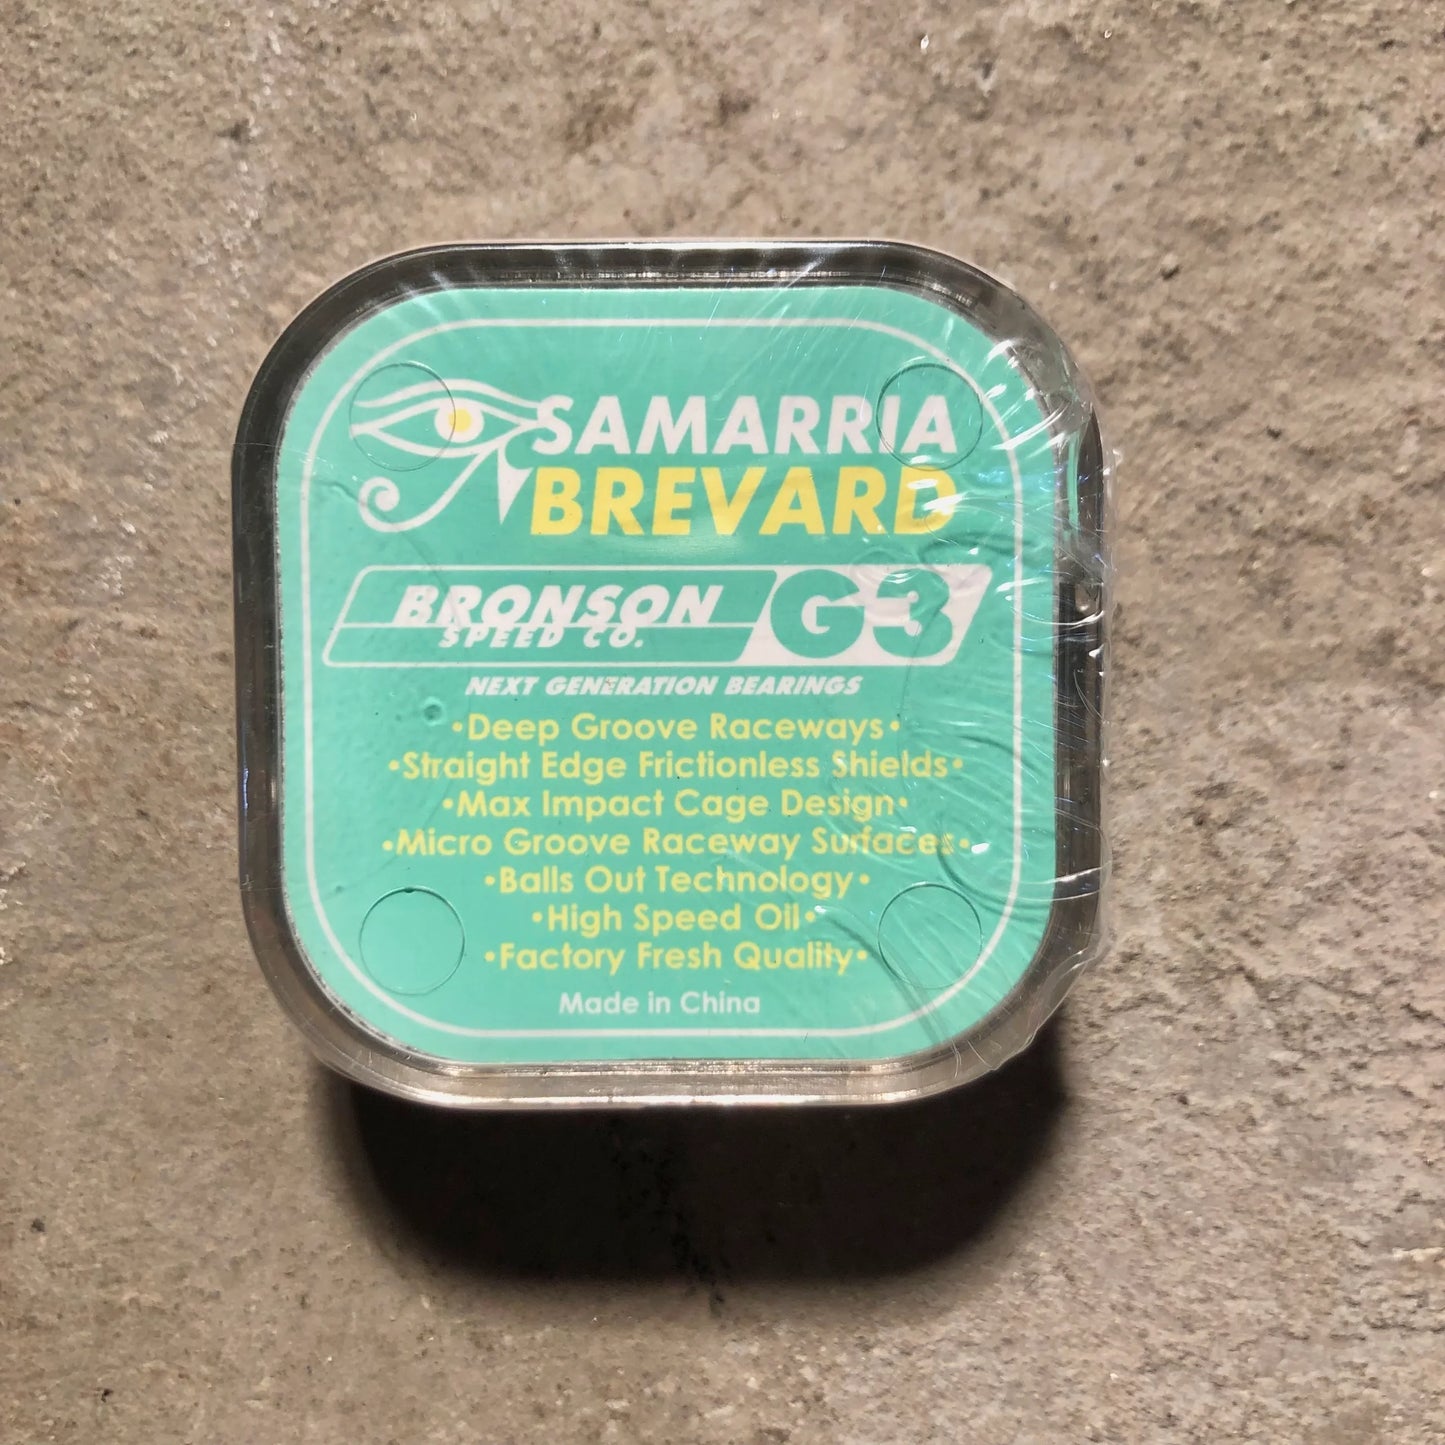 SAMARRIA
BREVARD
BRONSON G3
SPEED CO.
NEXT GENERATION BEARINGS
•Deep Groove Raceways•
•Straight Edge Frictionless Shields•
•Max Impact Cage Design•
•Micro Groove Raceway Surfaces•
•Balls Out Technology•
•High Speed Oil•
•Factory Fresh Quality•
Made in China